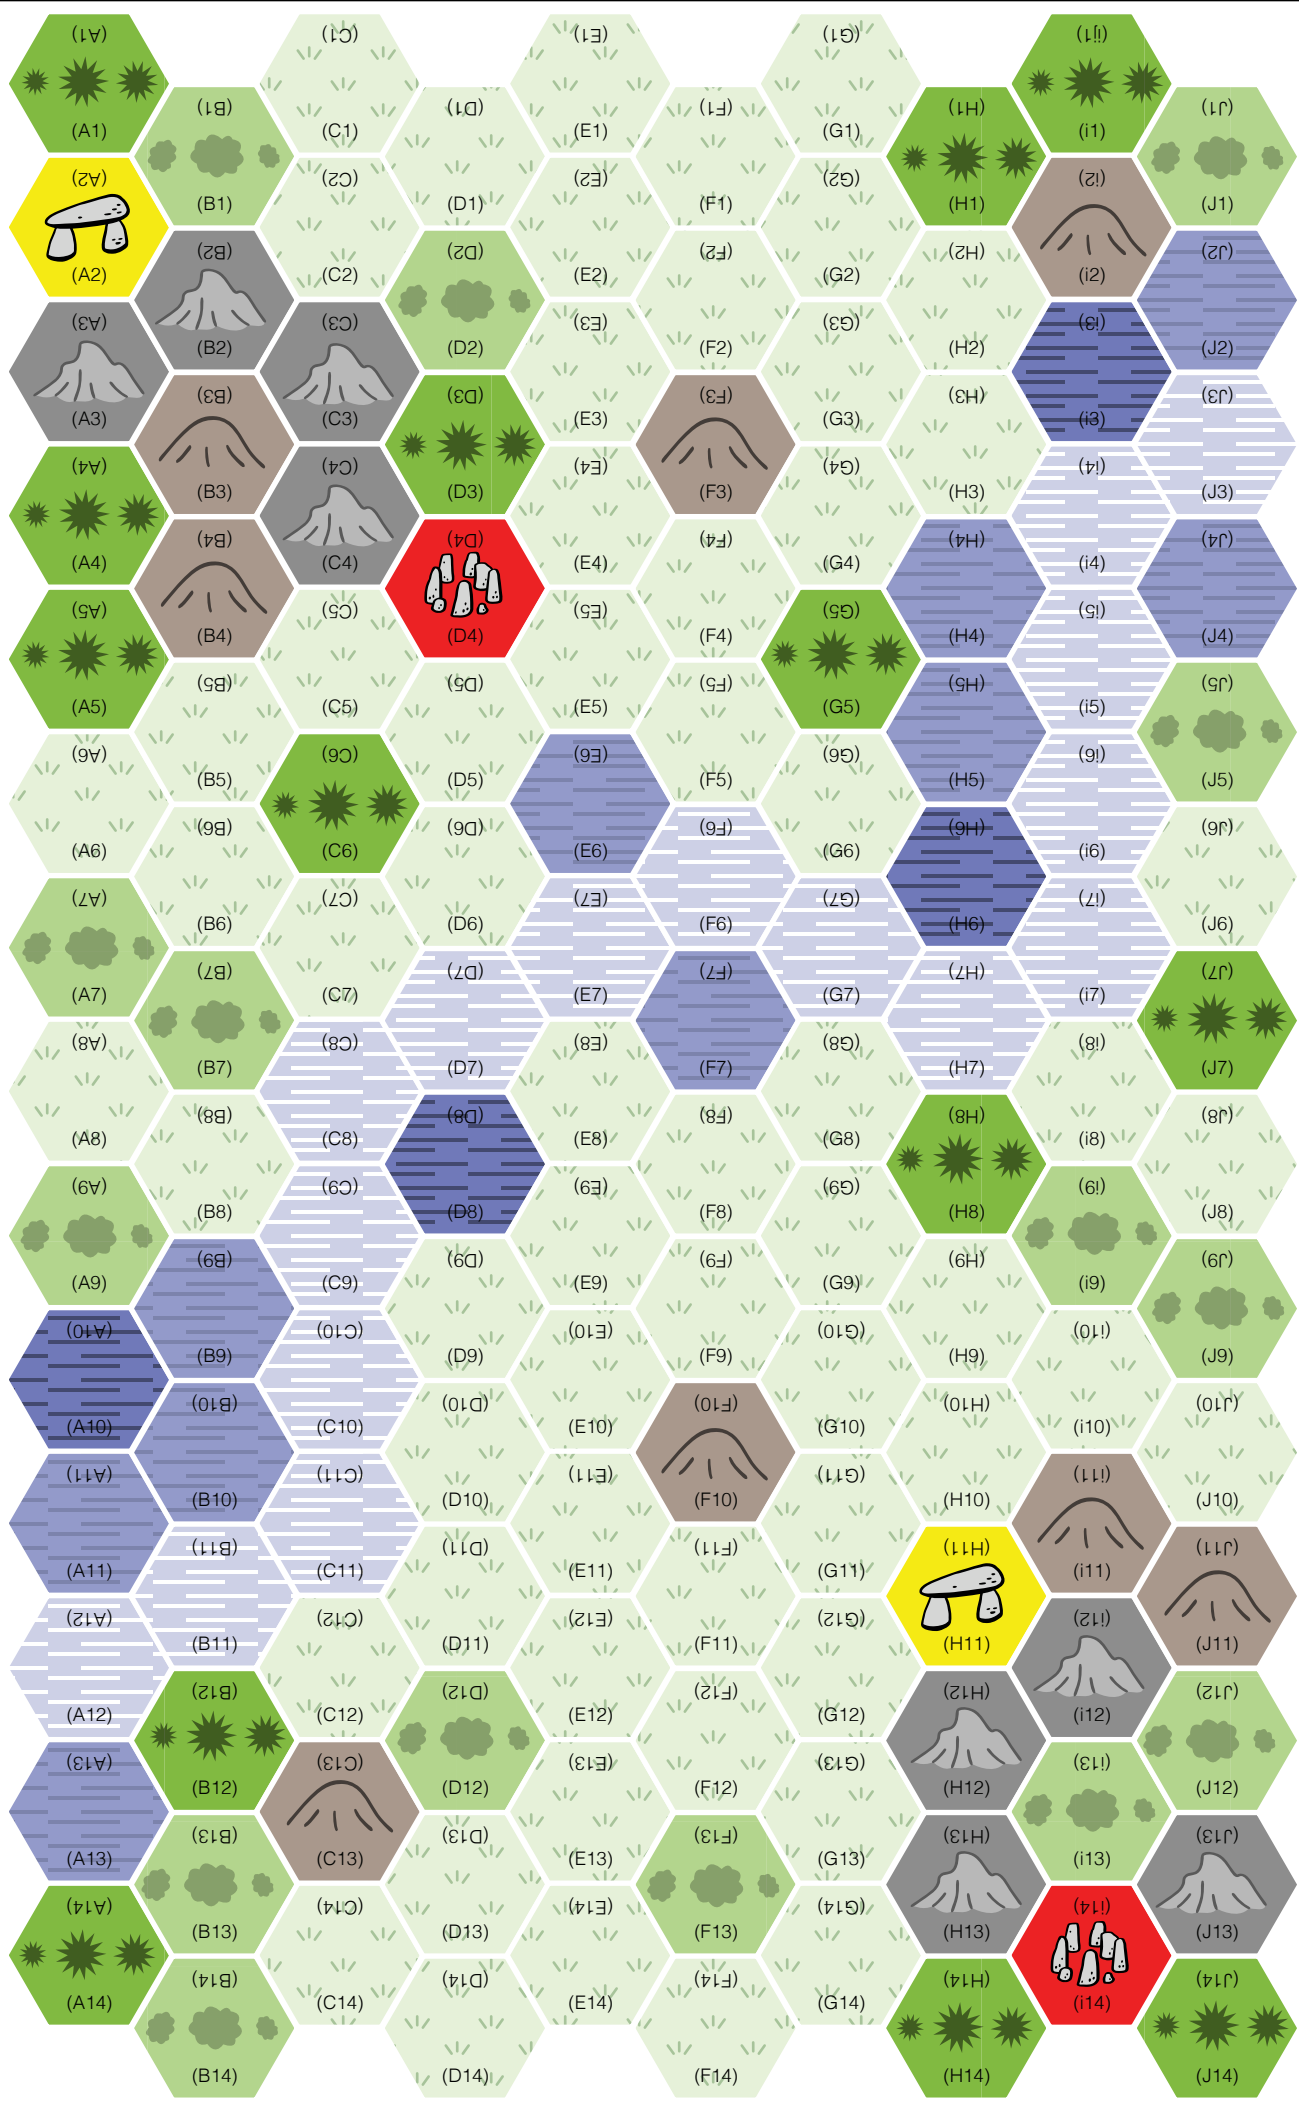 (A1) (C1) (E1) (G1) (i1)
(B1) (D1) (F1) (H1) (J1)
(A1) (C1) (E1) (G1) (i1)
(A2) (C2) (E2) (G2) (i2)
(B1) (D1) (F1) (H1) (J1)
(B2) (D2) (F2) (H2) (J2)
(A2) (C2) (E2) (G2) (i2)
(A3) (C3) (E3) (G3) (i3)
(B2) (D2) (F2) (H2) (J2)
(B3) (D3) (F3) (H3) (J3)
(A3) (C3) (E3) (G3) (i3)
(A4) (C4) (E4) (G4) (i4)
(B3) (D3) (F3) (H3) (J3)
(B4) (D4) (F4) (H4) (J4)
(A4) (C4) (E4) (G4) (i4)
(A5) (C5) (E5) (G5) (i5)
(B4) (D4) (F4) (H4) (J4)
(B5) (D5) (F5) (H5) (J5)
(A5) (C5) (E5) (G5) (i5)
(A6) (C6) (E6) (G6) (i6)
(B5) (D5) (F5) (H5) (J5)
(B6) (D6) (F6) (H6) (J6)
(A6) (C6) (E6) (G6) (i6)
(A7) (C7) (E7) (G7) (i7)
(B6) (D6) (F6) (H6) (J6)
(B7) (D7) (F7) (H7) (J7)
(A7) (C7) (E7) (G7) (i7)
(A8) (C8) (E8) (G8) (i8)
(B7) (D7) (F7) (H7) (J7)
(B8) (D8) (F8) (H8) (J8)
(A8) (C8) (E8) (G8) (i8)
(A9) (C9) (E9) (G9) (i9)
(B8) (D8) (F8) (H8) (J8)
(B9) (D9) (F9) (H9) (J9)
(A9) (C9) (E9) (G9) (i9)
(A10) (C10) (E10) (G10) (i10)
(B9) (D9) (F9) (H9) (J9)
(B10) (D10) (F10) (H10) (J10)
(A10) (C10) (E10) (G10) (i10)
(A11) (C11) (E11) (G11) (i11)
(B10) (D10) (F10) (H10) (J10)
(B11) (D11) (F11) (H11) (J11)
(A11) (C11) (E11) (G11) (i11)
(A12) (C12) (E12) (G12) (i12)
(B11) (D11) (F11) (H11) (J11)
(B12) (D12) (F12) (H12) (J12)
(A12) (C12) (E12) (G12) (i12)
(A13) (C13) (E13) (G13) (i13)
(B12) (D12) (F12) (H12) (J12)
(B13) (D13) (F13) (H13) (J13)
(A13) (C13) (E13) (G13) (i13)
(A14) (C14) (E14) (G14) (i14)
(B13) (D13) (F13) (H13) (J13)
(B14) (D14) (F14) (H14) (J14)
(A14) (C14) (E14) (G14) (i14)
(B14) (D14) (F14) (H14) (J14)